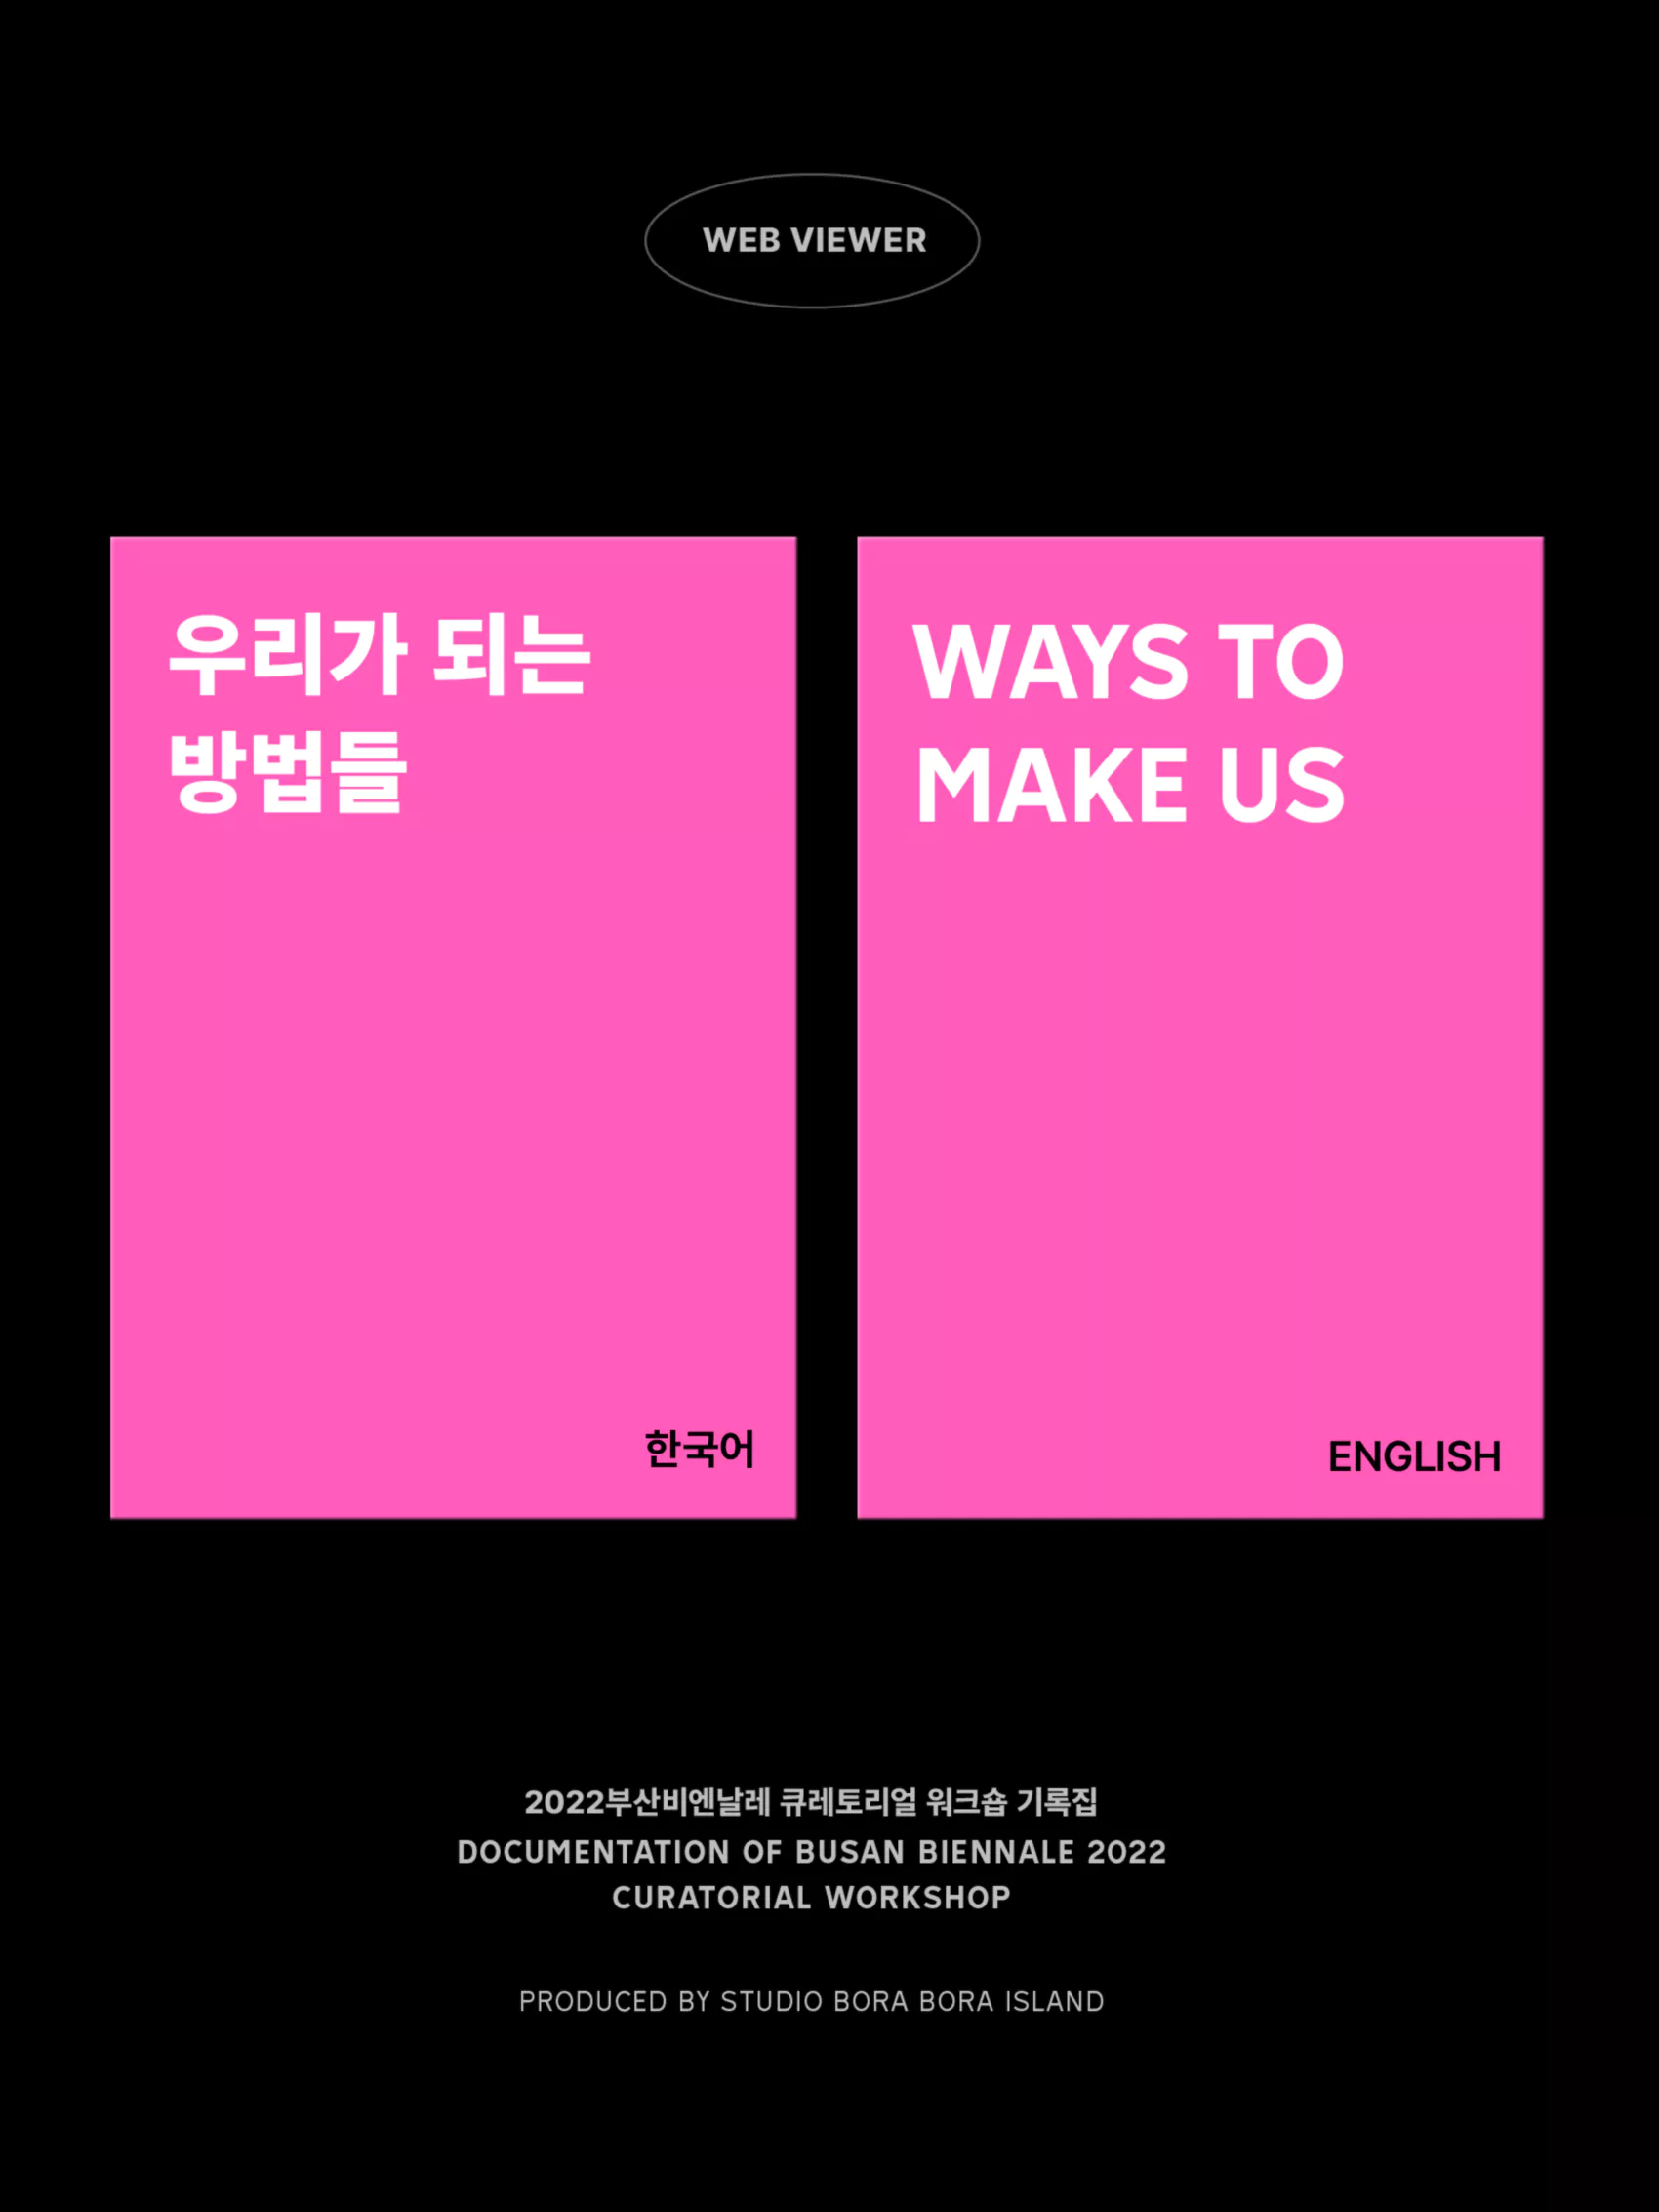 WEB VIEWER
우리가 되는
방법들
한국어
WAYS TO
MAKE US
ENGLISH
2022부산비엔날레 큐레토리얼 워크숍 기록집
DOCUMENTATION OF BUSAN BIENNALE 2022
CURATORIAL WORKSHOP
PRODUCED BY STUDIO BORA BORA ISLAND